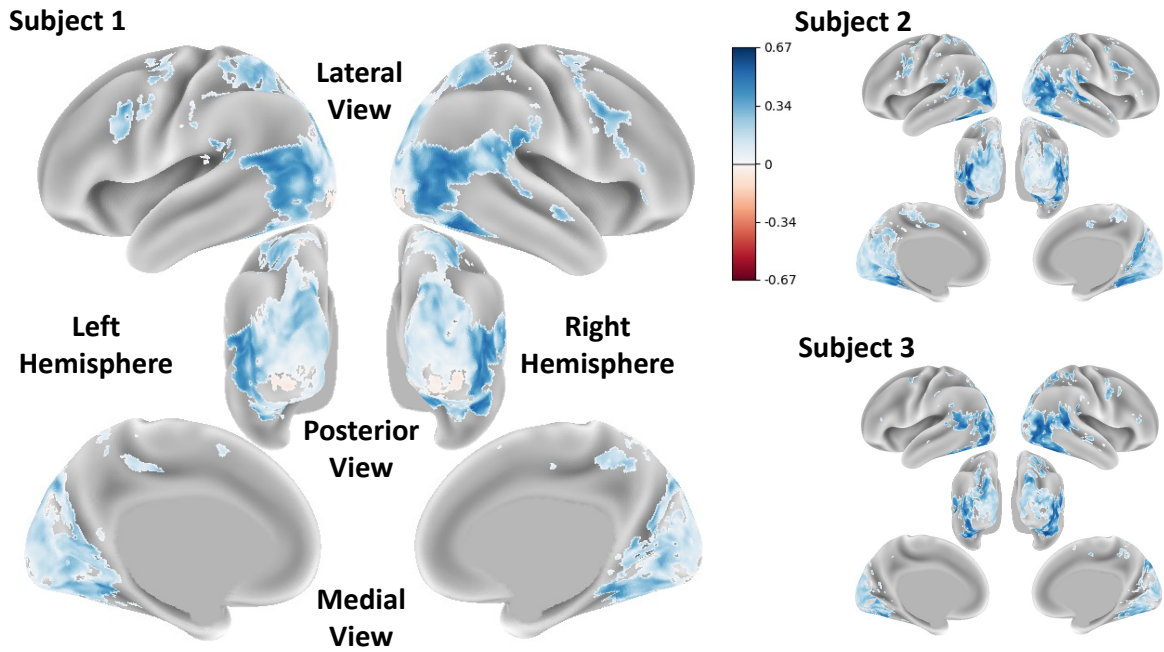 Subject 1
Lateral
View
Left
Hemisphere
Right
Hemisphere
Posterior
View
Medial
View
0.67
0.34
0
-0.34
-0.67
Subject 2
Subject 3